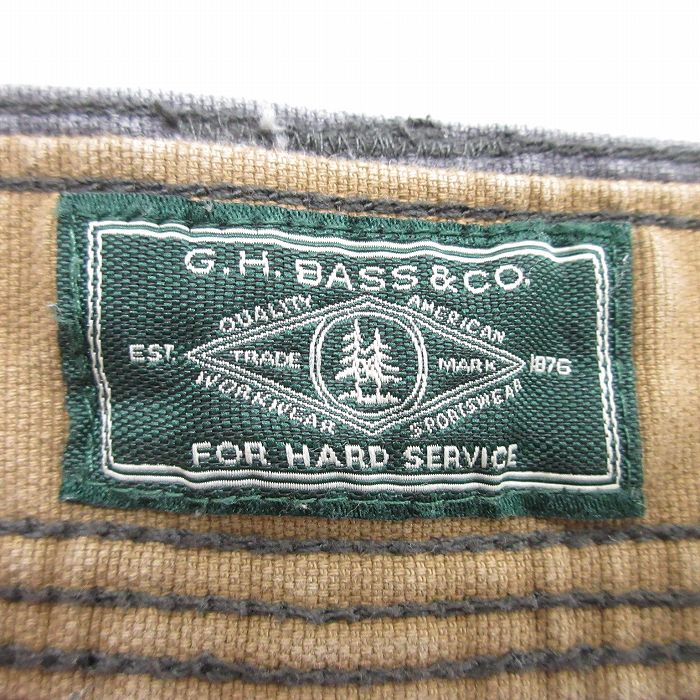 G.H. BASS & CO.
QUALITY AMERICAN
EST. TRADE MARK 1876
WORKWEAR SPORTSWEAR
FOR HARD SERVICE